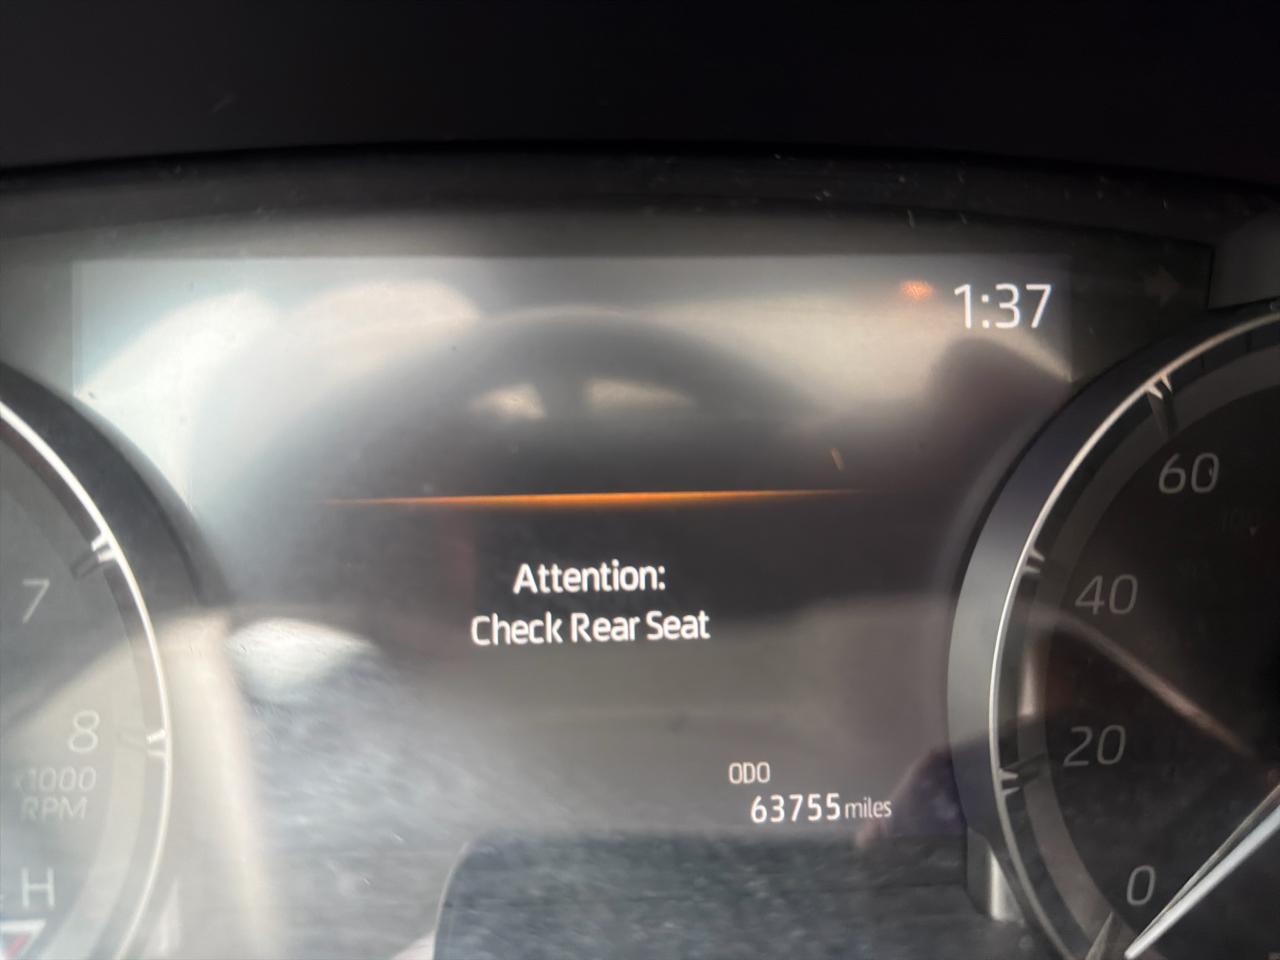 1:37
Attention:
Check Rear Seat
ODO
63755 miles
7
8
x1000
RPM
H
60
40
20
0